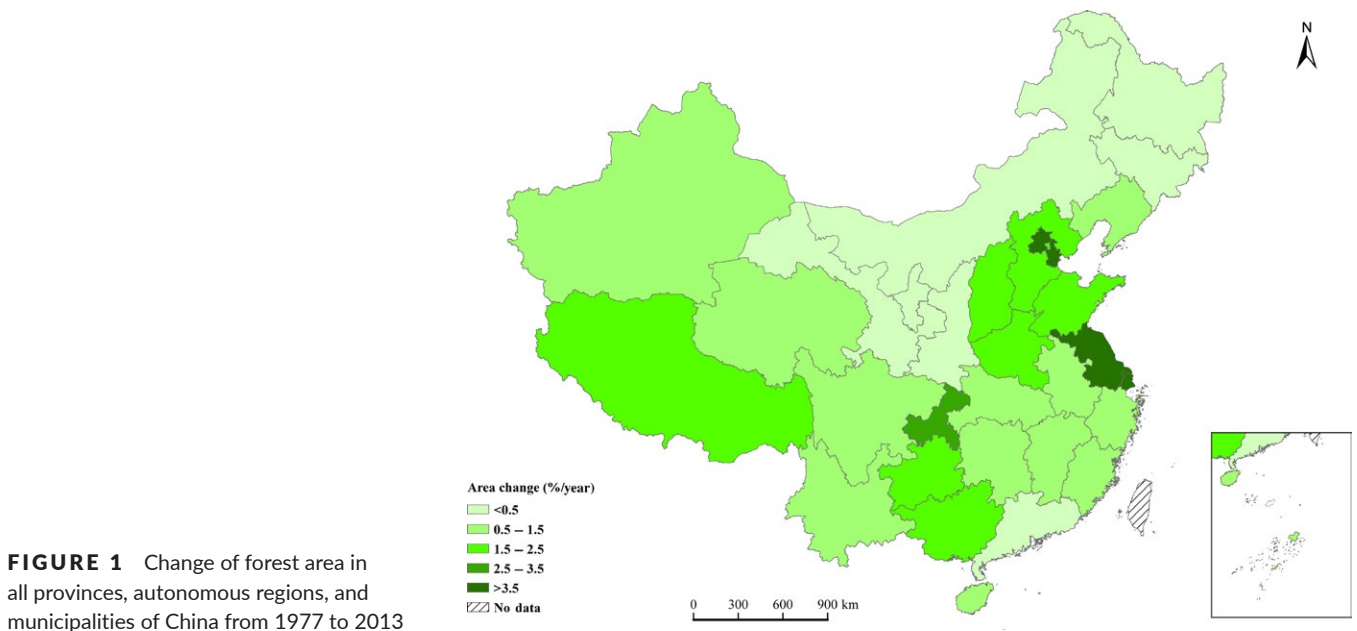 N
Area change (%/year)
<0.5
0.5 – 1.5
1.5 – 2.5
2.5 – 3.5
>3.5
No data
0 300 600 900 km
FIGURE 1 Change of forest area in
all provinces, autonomous regions, and
municipalities of China from 1977 to 2013